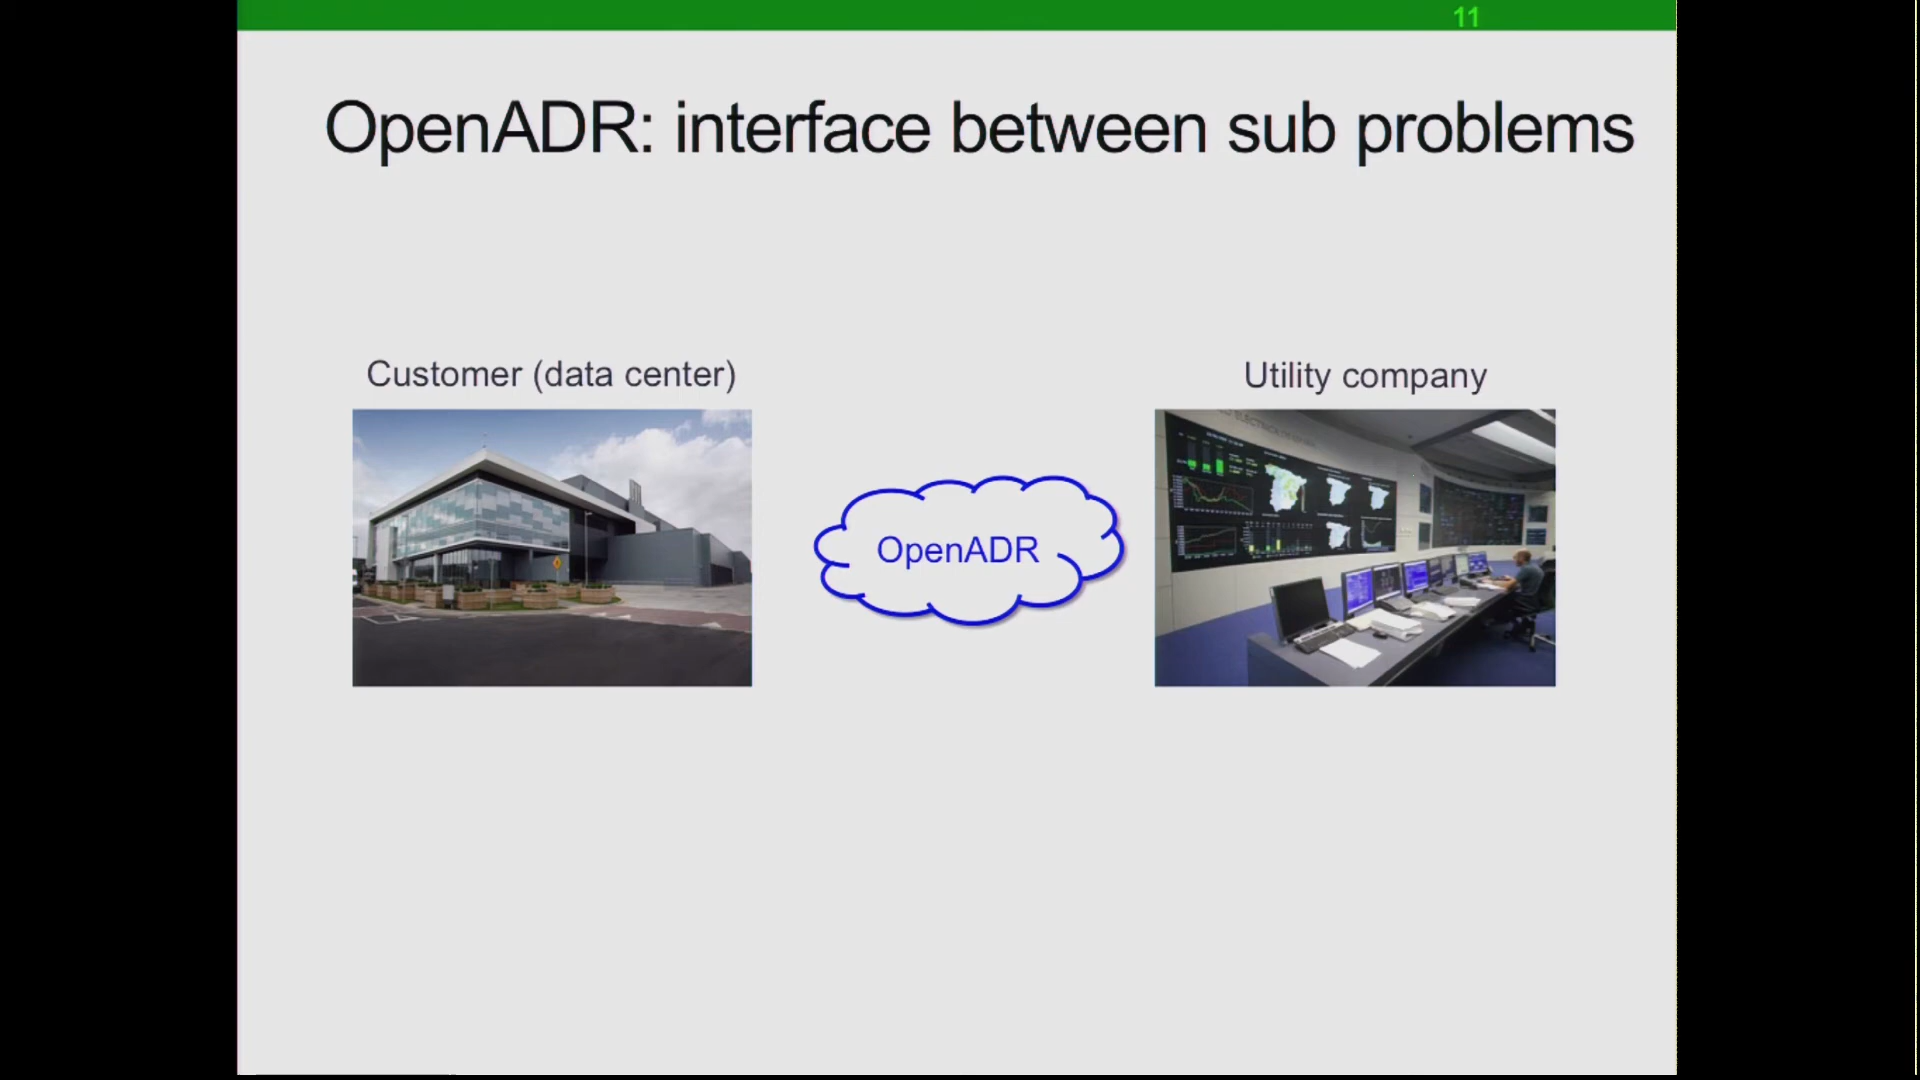 11
OpenADR: interface between sub problems
Customer (data center)
Utility company
OpenADR